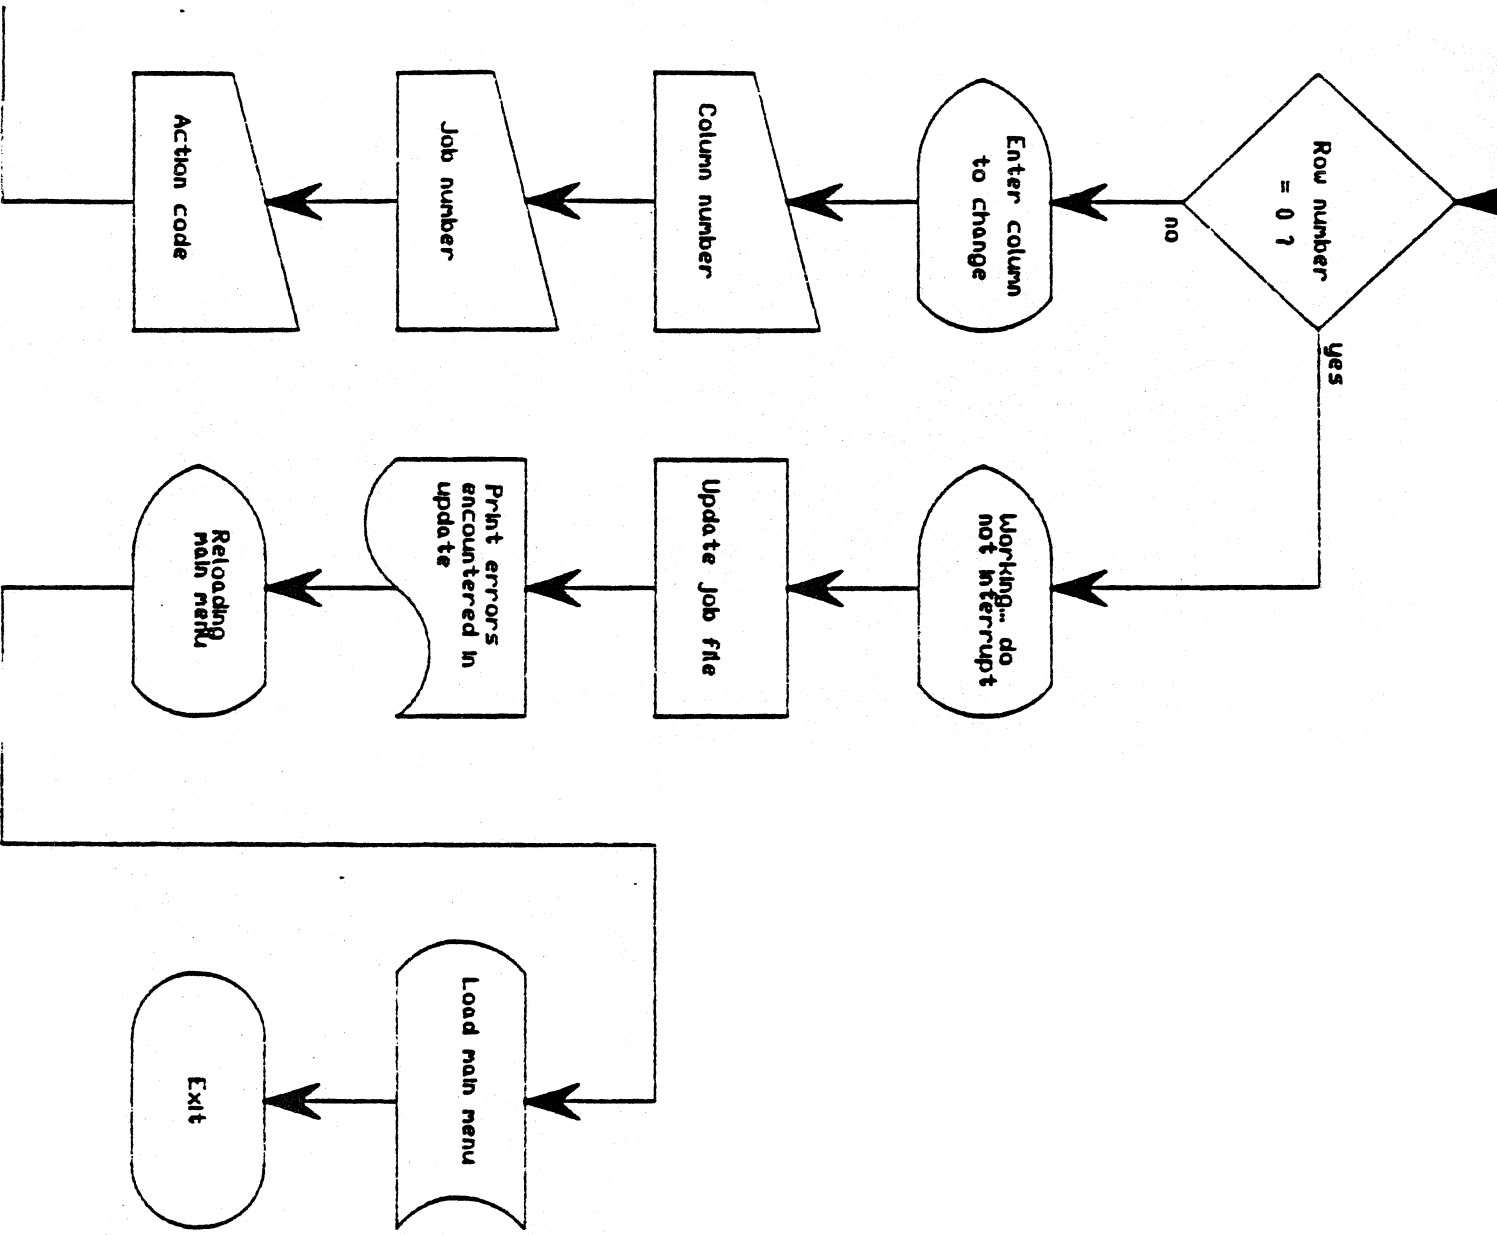 Row number
= 0 ?
no
yes
Enter column
to change
Column number
Job number
Action code
Working... do
not interrupt
Update job file
Print errors
encountered in
update
Reloading
main menu
Load main menu
Exit